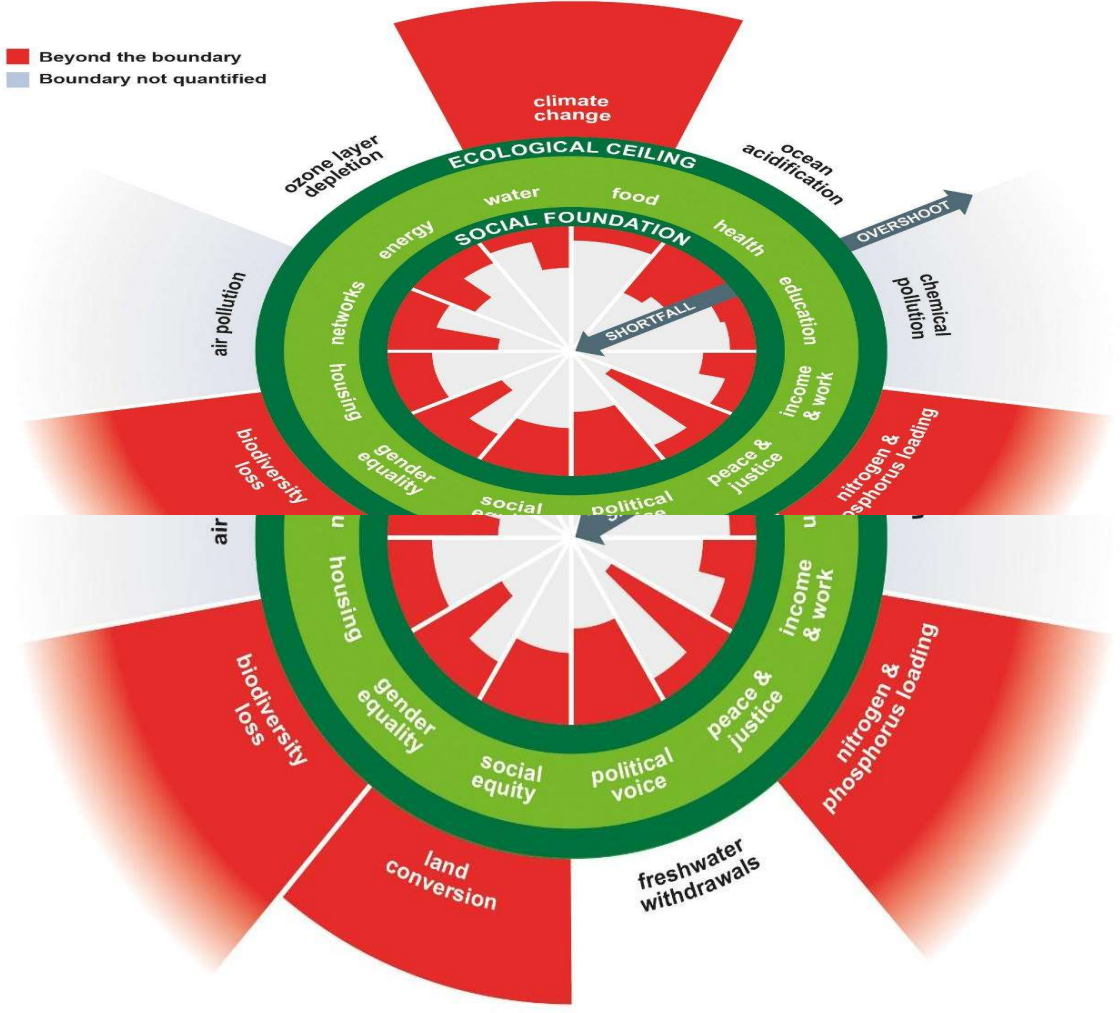 Beyond the boundary
Boundary not quantified
climate
change
ozone layer
depletion
ECOLOGICAL CEILING
ocean
acidification
water
food
energy
SOCIAL FOUNDATION
health
OVERSHOOT
air pollution
networks
SHORTFALL
education
chemical
pollution
housing
income
& work
biodiversity
loss
gender
equality
peace &
justice
nitrogen &
social
political
air
housing
income
& work
biodiversity
loss
gender
equality
peace &
justice
nitrogen &
phosphorus loading
social
equity
political
voice
land
conversion
freshwater
withdrawals